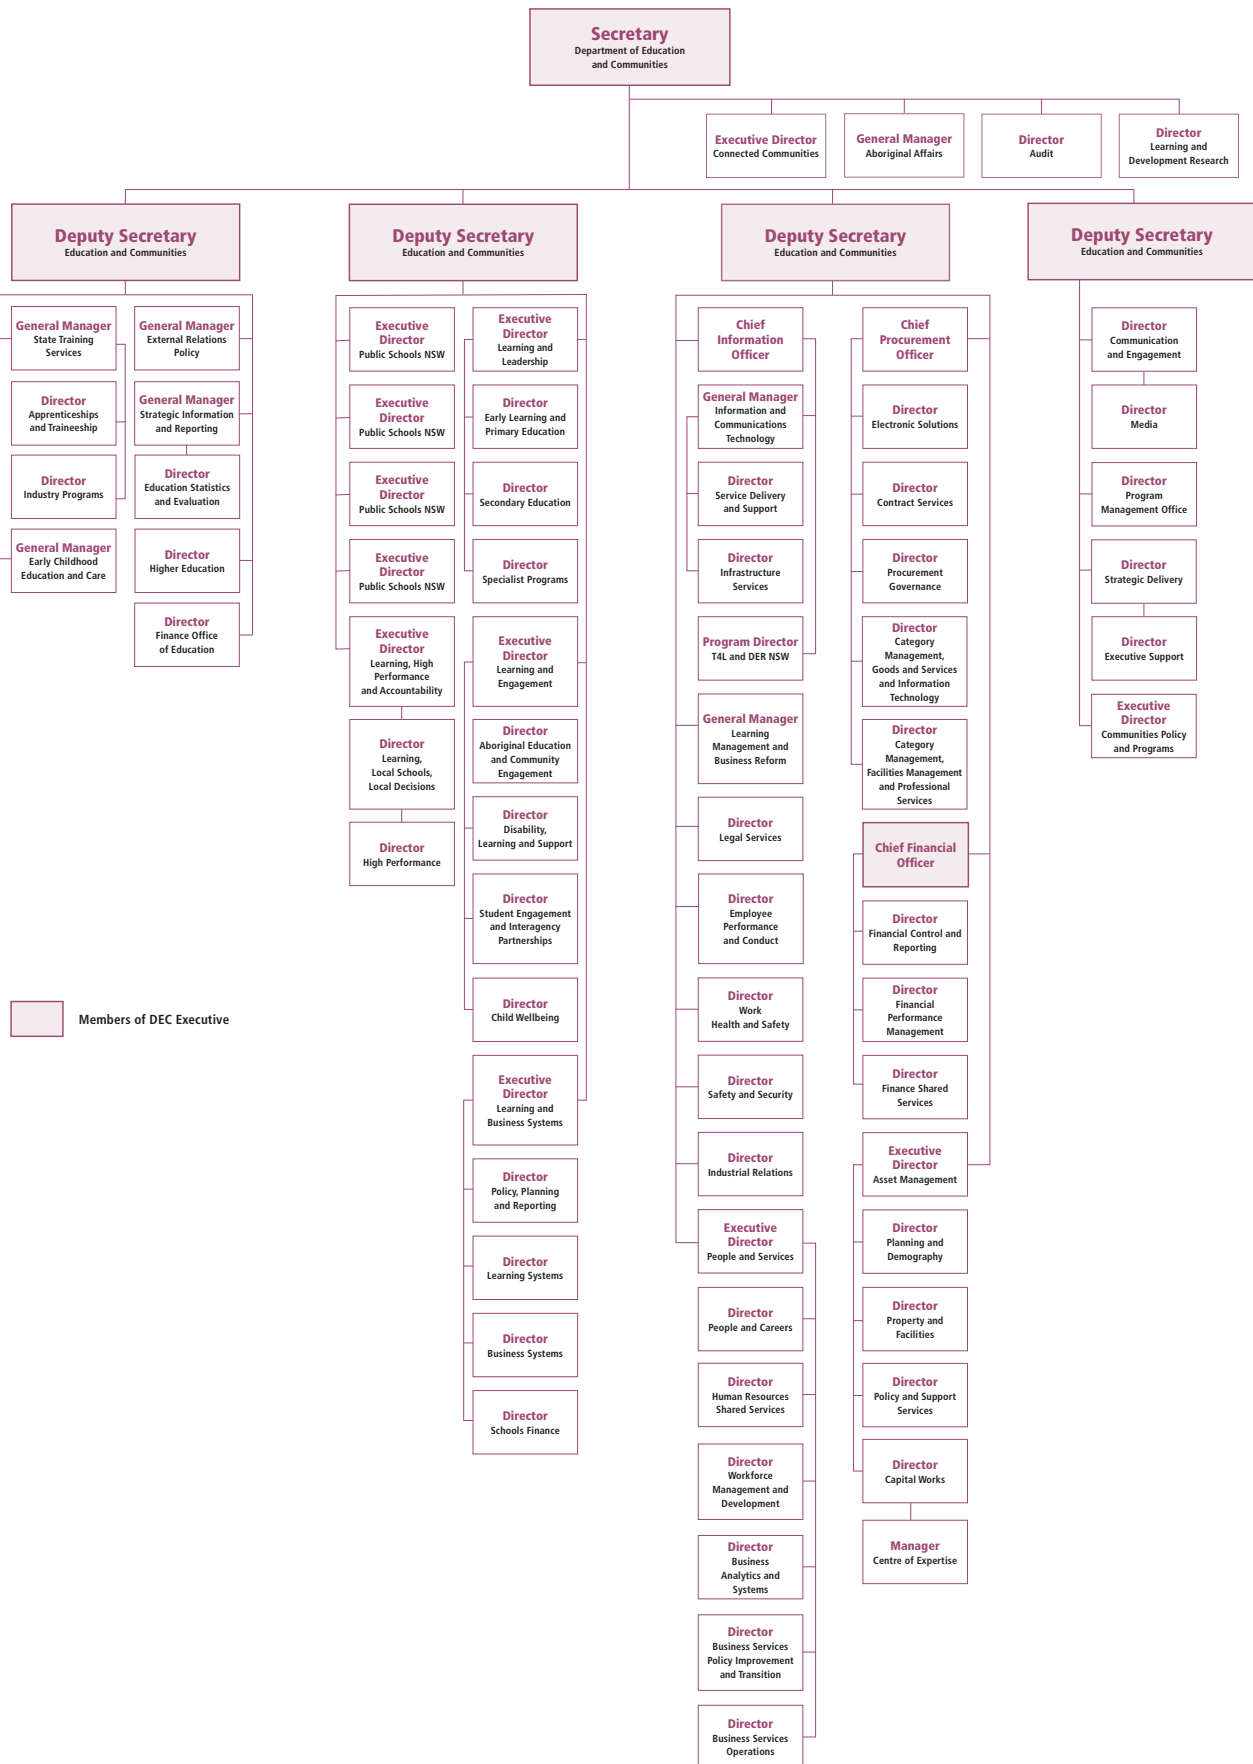 Secretary
Department of Education
and Communities
Executive Director
Connected Communities
General Manager
Aboriginal Affairs
Director
Audit
Director
Learning and
Development Research
Deputy Secretary
Education and Communities
General Manager
State Training
Services
Director
Apprenticeships
and Traineeship
Director
Industry Programs
General Manager
Early Childhood
Education and Care
General Manager
External Relations
Policy
General Manager
Strategic Information
and Reporting
Director
Education Statistics
and Evaluation
Director
Higher Education
Director
Finance Office
of Education
Deputy Secretary
Education and Communities
Executive
Director
Public Schools NSW
Executive
Director
Public Schools NSW
Executive
Director
Public Schools NSW
Executive
Director
Public Schools NSW
Executive
Director
Learning, High
Performance
and Accountability
Director
Learning,
Local Schools,
Local Decisions
Director
High Performance
Executive
Director
Learning and
Leadership
Director
Early Learning and
Primary Education
Director
Secondary Education
Director
Specialist Programs
Executive
Director
Learning and
Engagement
Director
Aboriginal Education
and Community
Engagement
Director
Disability,
Learning and Support
Director
Student Engagement
and Interagency
Partnerships
Director
Child Wellbeing
Executive
Director
Learning and
Business Systems
Director
Policy, Planning
and Reporting
Director
Learning Systems
Director
Business Systems
Director
Schools Finance
Deputy Secretary
Education and Communities
Chief
Information
Officer
General Manager
Information and
Communications
Technology
Director
Service Delivery
and Support
Director
Infrastructure
Services
Program Director
T4L and DER NSW
General Manager
Learning
Management and
Business Reform
Director
Legal Services
Director
Employee
Performance
and Conduct
Director
Work
Health and Safety
Director
Safety and Security
Director
Industrial Relations
Executive
Director
People and Services
Director
People and Careers
Director
Human Resources
Shared Services
Director
Workforce
Management and
Development
Director
Business
Analytics and
Systems
Director
Business Services
Policy Improvement
and Transition
Director
Business Services
Operations
Chief
Procurement
Officer
Director
Electronic Solutions
Director
Contract Services
Director
Procurement
Governance
Director
Category
Management,
Goods and Services
and Information
Technology
Director
Category
Management,
Facilities Management
and Professional
Services
Chief Financial
Officer
Director
Financial Control and
Reporting
Director
Financial
Performance
Management
Director
Finance Shared
Services
Executive
Director
Asset Management
Director
Planning and
Demography
Director
Property and
Facilities
Director
Policy and Support
Services
Director
Capital Works
Manager
Centre of Expertise
Deputy Secretary
Education and Communities
Director
Communication
and Engagement
Director
Media
Director
Program
Management Office
Director
Strategic Delivery
Director
Executive Support
Executive
Director
Communities Policy
and Programs
Members of DEC Executive